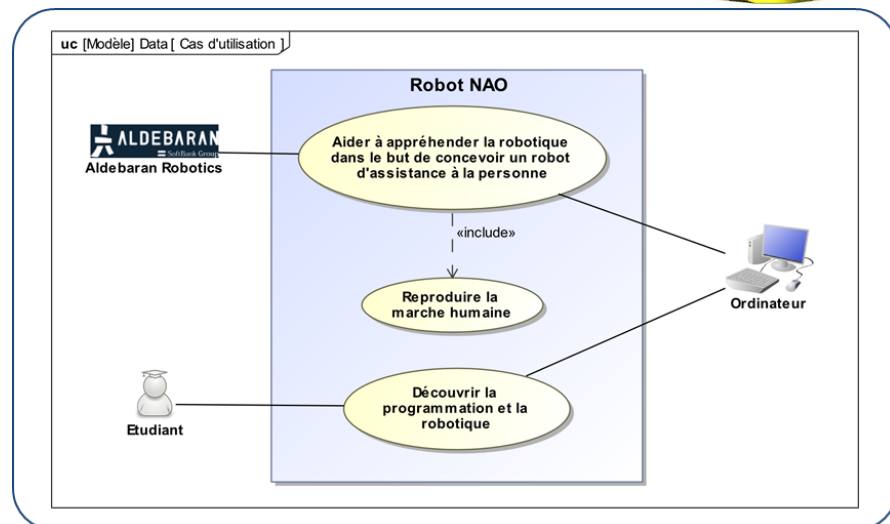 uc [Modèle] Data [ Cas d'utilisation ]
Robot NAO
ALDEBARAN
SoftBank Group
Aldebaran Robotics
Aider à appréhender la robotique
dans le but de concevoir un robot
d'assistance à la personne
«include»
Reproduire la
marche humaine
Ordinateur
Découvrir la
programmation et la
robotique
Etudiant